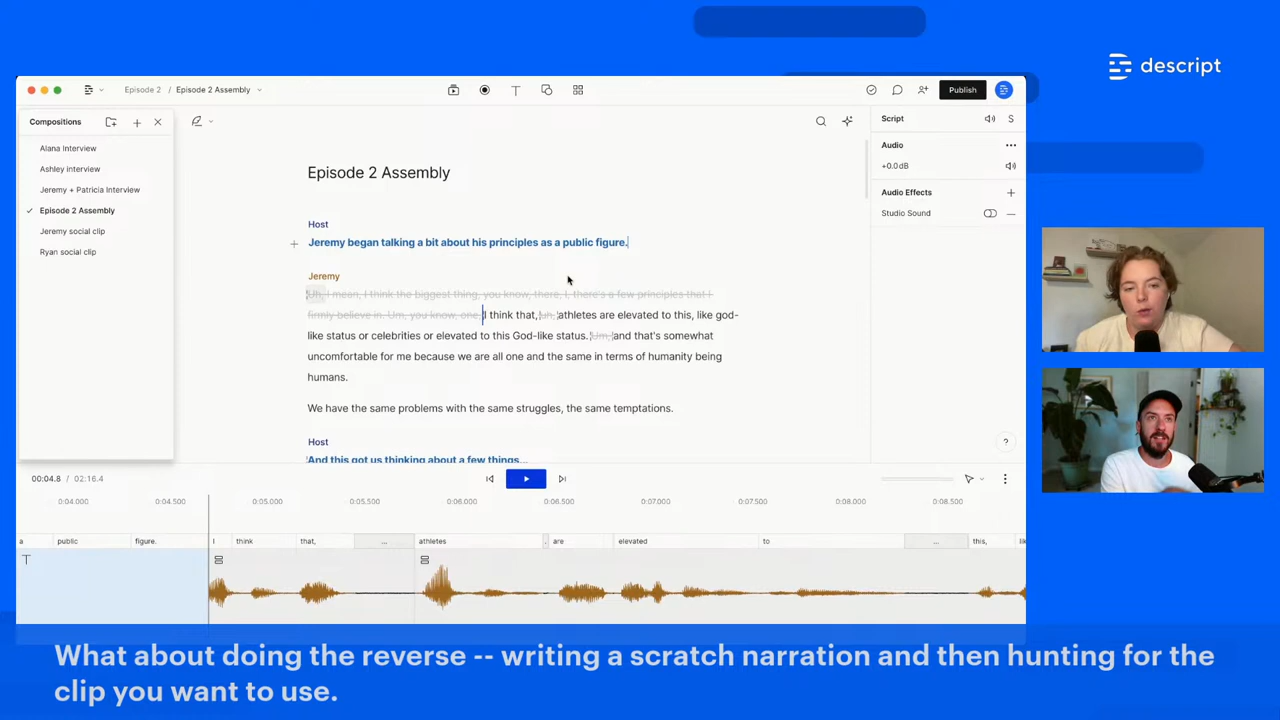 descript
Episode 2 / Episode 2 Assembly
Publish
Compositions
Alana Interview
Ashley interview
Jeremy + Patricia Interview
Episode 2 Assembly
Jeremy social clip
Ryan social clip
Episode 2 Assembly
Host
Jeremy began talking a bit about his principles as a public figure.
Jeremy
Uh, I mean, I think the biggest thing, you know, there, I, there's a few principles that I
firmly believe in. Um, you know, one, I think that, uh, athletes are elevated to this, like god-
like status or celebrities or elevated to this God-like status. Um, and that's somewhat
uncomfortable for me because we are all one and the same in terms of humanity being
humans.
We have the same problems with the same struggles, the same temptations.
Host
And this got us thinking about a few things...
Script S
Audio
+0.0dB
Audio Effects
Studio Sound
?
00:04.8 / 02:16.4
0:04.000 0:04.500 0:05.000 0:05.500 0:06.000 0:06.500 0:07.000 0:07.500 0:08.000 0:08.500
a public figure. I think that, ... athletes . are elevated to ... this, lik
T
What about doing the reverse -- writing a scratch narration and then hunting for the
clip you want to use.